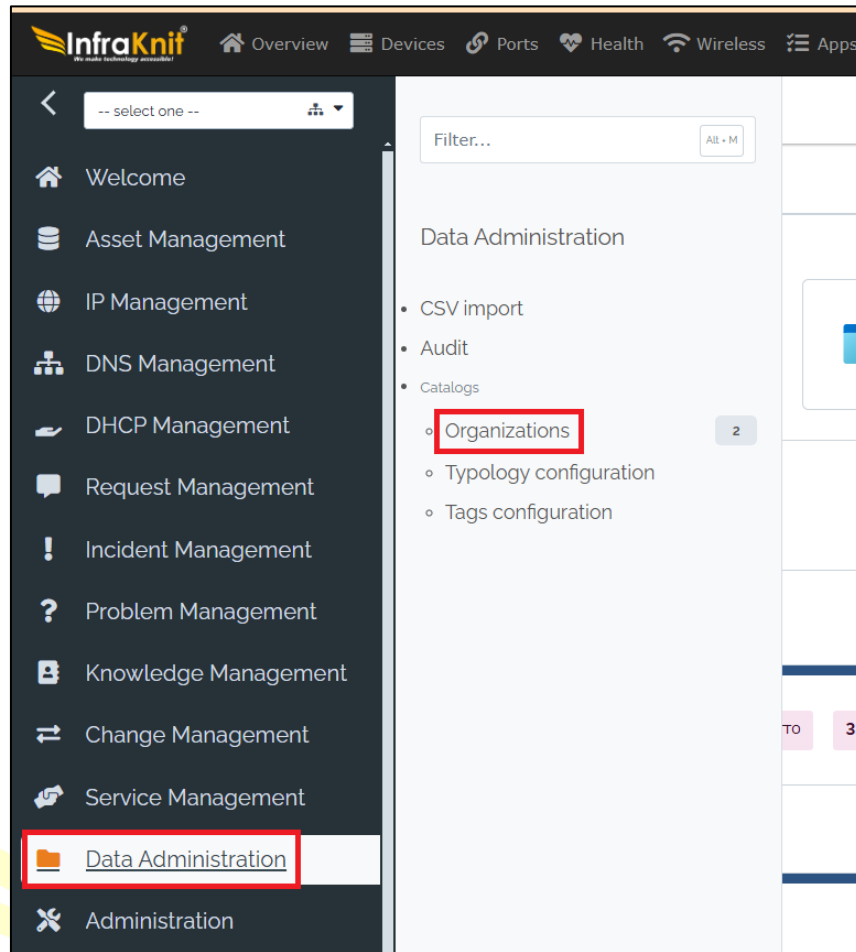 InfraKnif®
We make technology accessible!
Overview Devices Ports Health Wireless Apps
-- select one --
Welcome
Asset Management
IP Management
DNS Management
DHCP Management
Request Management
Incident Management
Problem Management
Knowledge Management
Change Management
Service Management
Data Administration
Administration
Filter...
Alt + M
Data Administration
CSV import
Audit
Catalogs
Organizations 2
Typology configuration
Tags configuration
TO 3